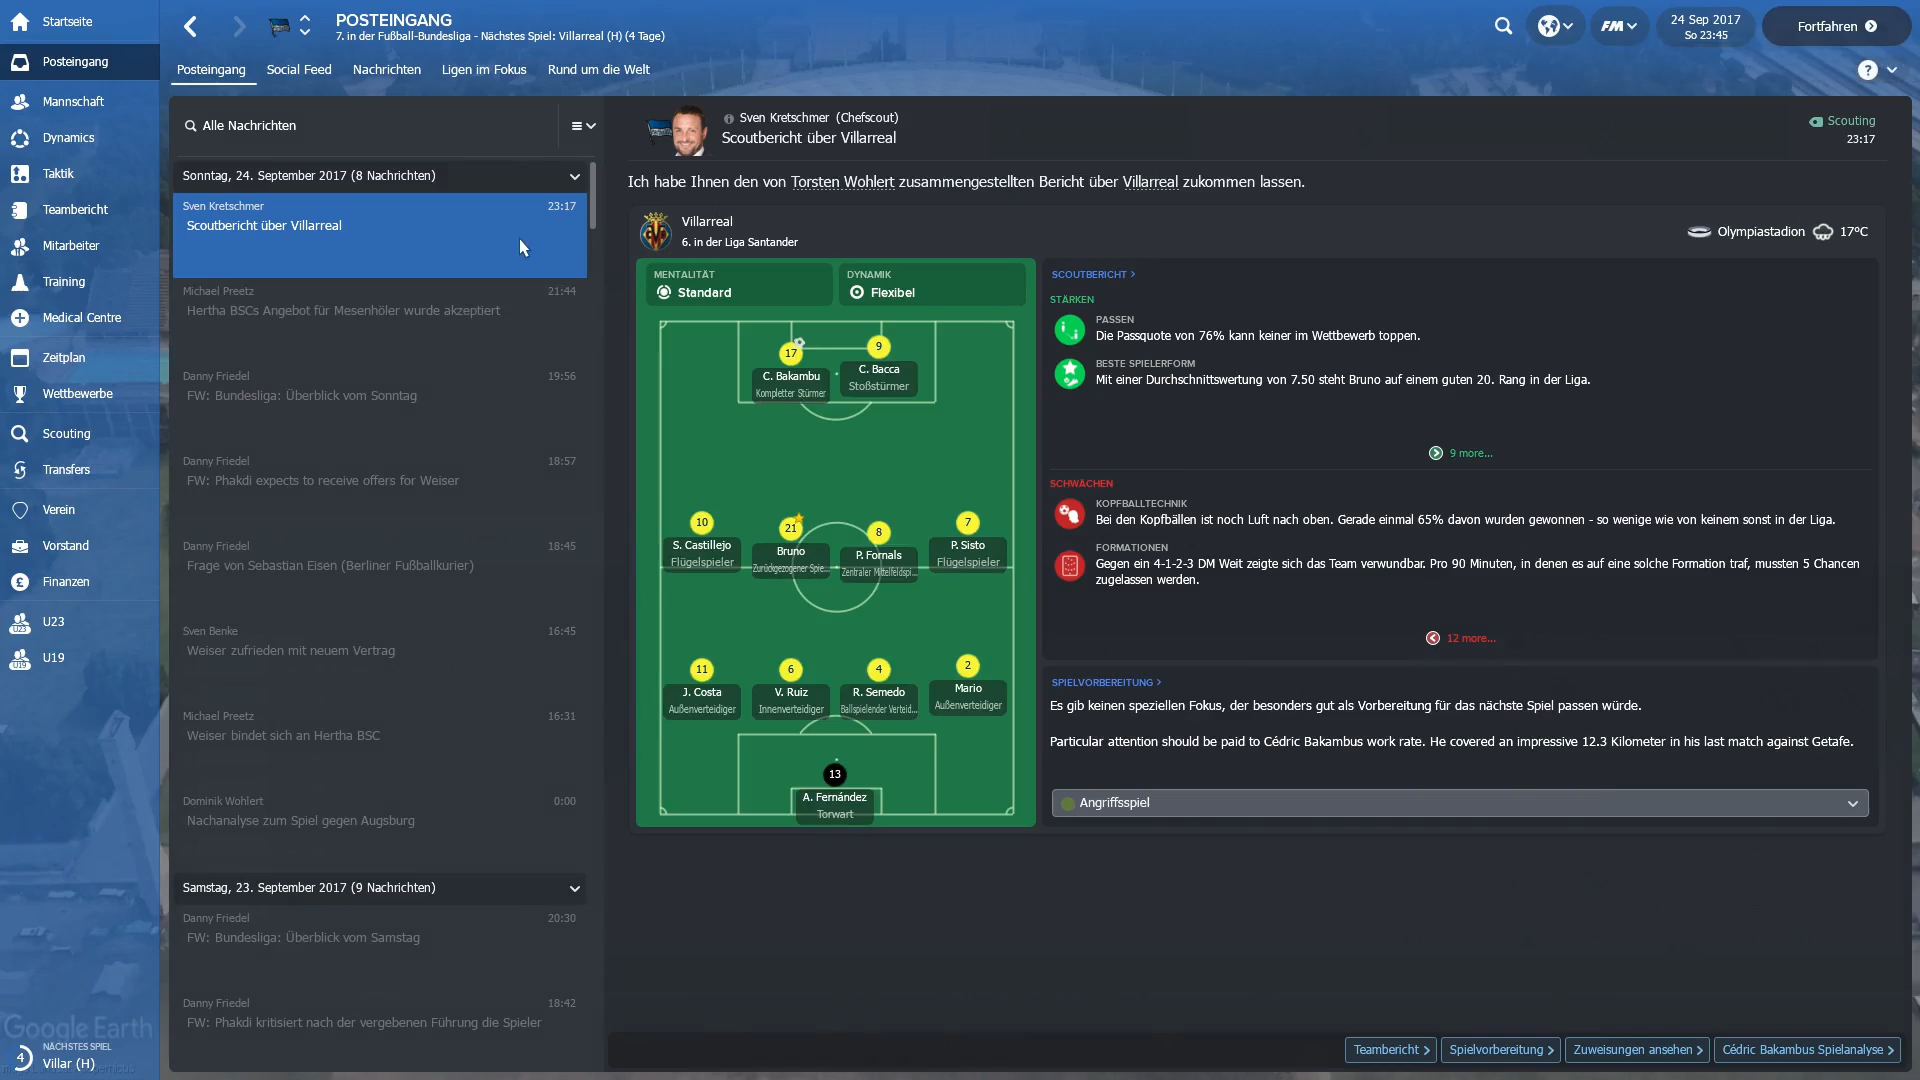 Startseite
Posteingang
Mannschaft
Dynamics
Taktik
Teambericht
Mitarbeiter
Training
Medical Centre
Zeitplan
Wettbewerbe
Scouting
Transfers
Verein
Vorstand
Finanzen
U23
U23
U19
U19
Google Earth
NÄCHSTES SPIEL
4
Villar (H)
POSTEINGANG
7. in der Fußball-Bundesliga - Nächstes Spiel: Villarreal (H) (4 Tage)
FM
24 Sep 2017
So 23:45
Fortfahren
Posteingang
Social Feed
Nachrichten
Ligen im Fokus
Rund um die Welt
?
Alle Nachrichten
Sonntag, 24. September 2017 (8 Nachrichten)
Sven Kretschmer 23:17
Scoutbericht über Villarreal
Michael Preetz 21:44
Hertha BSCs Angebot für Mesenhöler wurde akzeptiert
Danny Friedel 19:56
FW: Bundesliga: Überblick vom Sonntag
Danny Friedel 18:57
FW: Phakdi expects to receive offers for Weiser
Danny Friedel 18:45
Frage von Sebastian Eisen (Berliner Fußballkurier)
Sven Benke 16:45
Weiser zufrieden mit neuem Vertrag
Michael Preetz 16:31
Weiser bindet sich an Hertha BSC
Dominik Wohlert 0:00
Nachanalyse zum Spiel gegen Augsburg
Samstag, 23. September 2017 (9 Nachrichten)
Danny Friedel 20:30
FW: Bundesliga: Überblick vom Samstag
Danny Friedel 18:42
FW: Phakdi kritisiert nach der vergebenen Führung die Spieler
Sven Kretschmer (Chefscout)
Scoutbericht über Villarreal
Scouting
23:17
Ich habe Ihnen den von Torsten Wohlert zusammengestellten Bericht über Villarreal zukommen lassen.
Villarreal
6. in der Liga Santander
Olympiastadion 17°C
MENTALITÄT
Standard
DYNAMIK
Flexibel
17
C. Bakambu
Kompletter Stürmer
9
C. Bacca
Stoßstürmer
10
S. Castillejo
Flügelspieler
21
Bruno
Zurückgezogener Spie...
8
P. Fornals
Zentraler Mittelfeldspi...
7
P. Sisto
Flügelspieler
11
J. Costa
Außenverteidiger
6
V. Ruiz
Innenverteidiger
4
R. Semedo
Ballspielender Verteid...
2
Mario
Außenverteidiger
13
A. Fernández
Torwart
SCOUTBERICHT >
STÄRKEN
PASSEN
Die Passquote von 76% kann keiner im Wettbewerb toppen.
BESTE SPIELERFORM
Mit einer Durchschnittswertung von 7.50 steht Bruno auf einem guten 20. Rang in der Liga.
9 more...
SCHWÄCHEN
KOPFBALLTECHNIK
Bei den Kopfbällen ist noch Luft nach oben. Gerade einmal 65% davon wurden gewonnen - so wenige wie von keinem sonst in der Liga.
FORMATIONEN
Gegen ein 4-1-2-3 DM Weit zeigte sich das Team verwundbar. Pro 90 Minuten, in denen es auf eine solche Formation traf, mussten 5 Chancen
zugelassen werden.
12 more...
SPIELVORBEREITUNG >
Es gib keinen speziellen Fokus, der besonders gut als Vorbereitung für das nächste Spiel passen würde.
Particular attention should be paid to Cédric Bakambus work rate. He covered an impressive 12.3 Kilometer in his last match against Getafe.
Angriffsspiel
Teambericht >
Spielvorbereitung >
Zuweisungen ansehen >
Cédric Bakambus Spielanalyse >